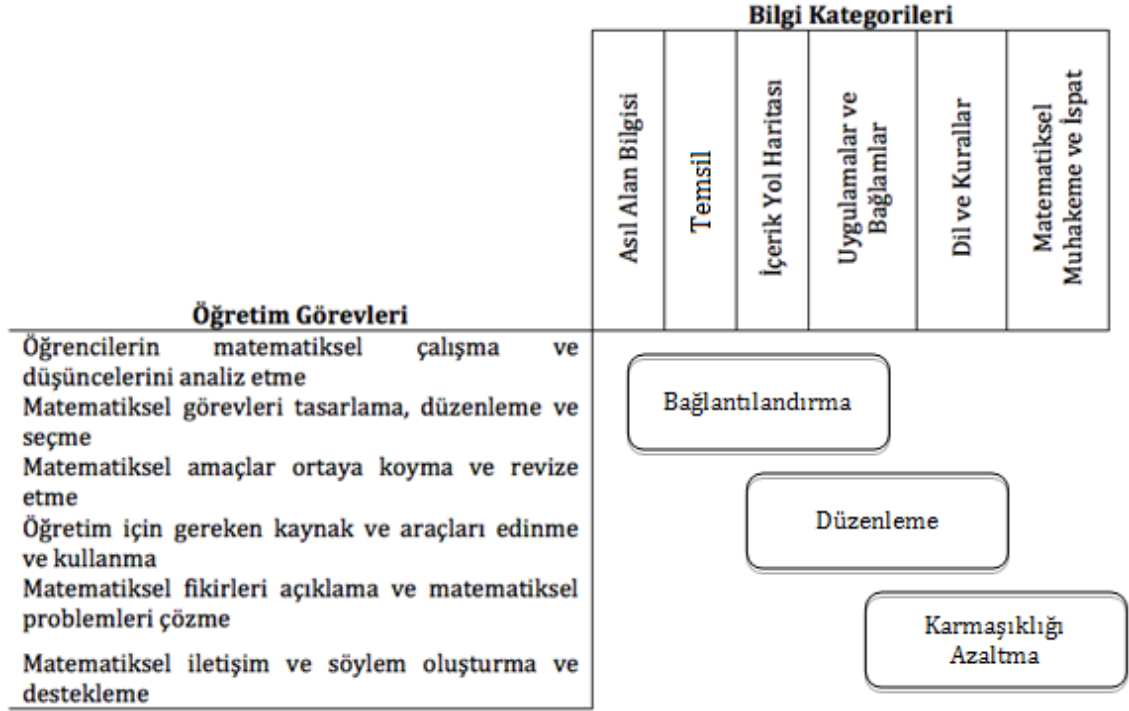 Bilgi Kategorileri
Asıl Alan Bilgisi
Temsil
İçerik Yol Haritası
Uygulamalar ve
Bağlamlar
Dil ve Kurallar
Matematiksel
Muhakeme ve İspat
Öğretim Görevleri
Öğrencilerin matematiksel çalışma ve
düşüncelerini analiz etme
Matematiksel görevleri tasarlama, düzenleme ve
seçme
Matematiksel amaçlar ortaya koyma ve revize
etme
Öğretim için gereken kaynak ve araçları edinme
ve kullanma
Matematiksel fikirleri açıklama ve matematiksel
problemleri çözme
Matematiksel iletişim ve söylem oluşturma ve
destekleme
Bağlantılandırma
Düzenleme
Karmaşıklığı
Azaltma